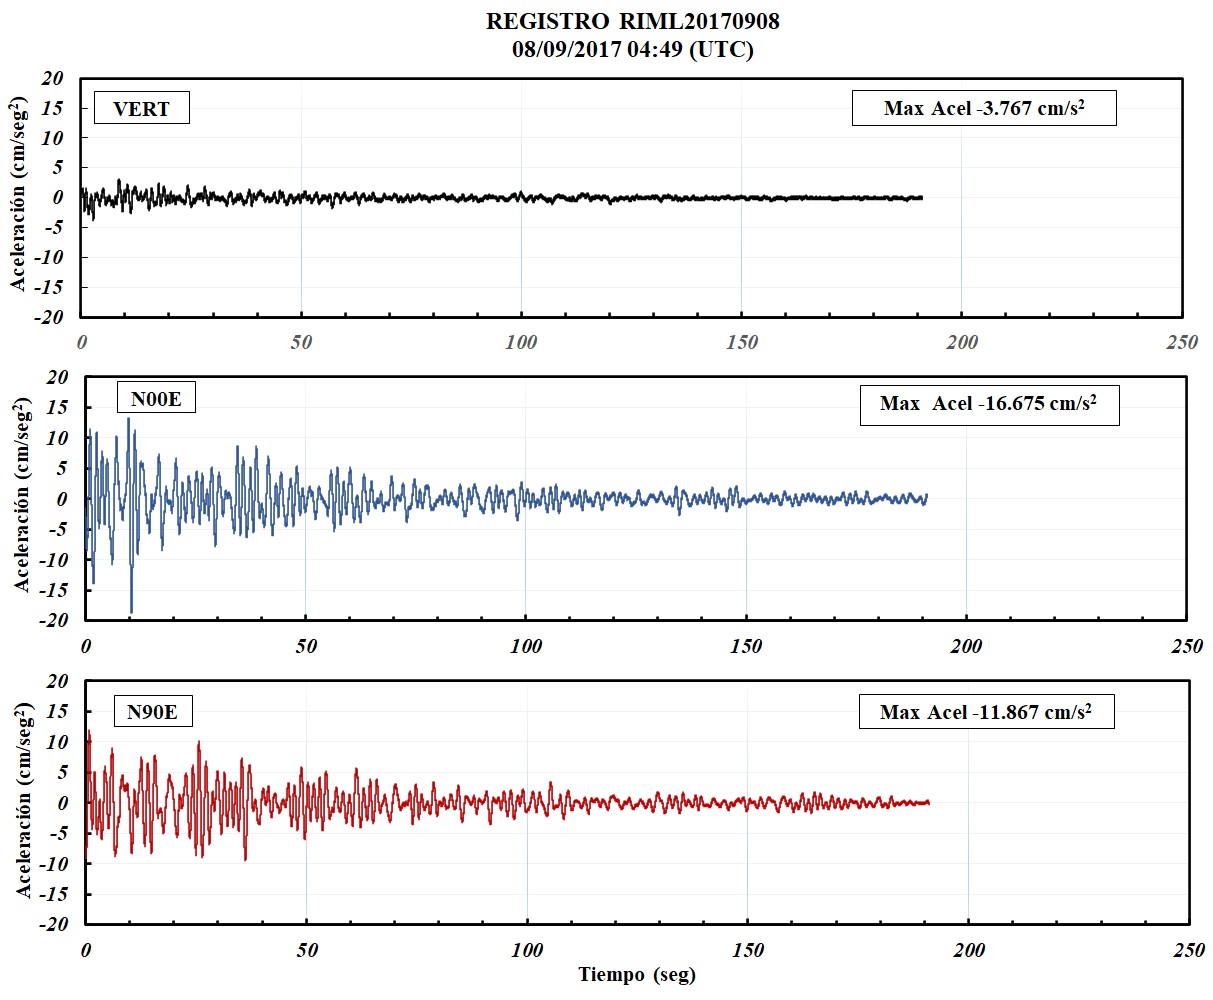 REGISTRO RIML20170908
08/09/2017 04:49 (UTC)
Aceleración (cm/seg²)
20
15
10
5
0
-5
-10
-15
-20
VERT
Max Acel -3.767 cm/s²
0 50 100 150 200 250
Aceleración (cm/seg²)
20
15
10
5
0
-5
-10
-15
-20
N00E
Max Acel -16.675 cm/s²
0 50 100 150 200 250
Aceleración (cm/seg²)
20
15
10
5
0
-5
-10
-15
-20
N90E
Max Acel -11.867 cm/s²
0 50 100 150 200 250
Tiempo (seg)